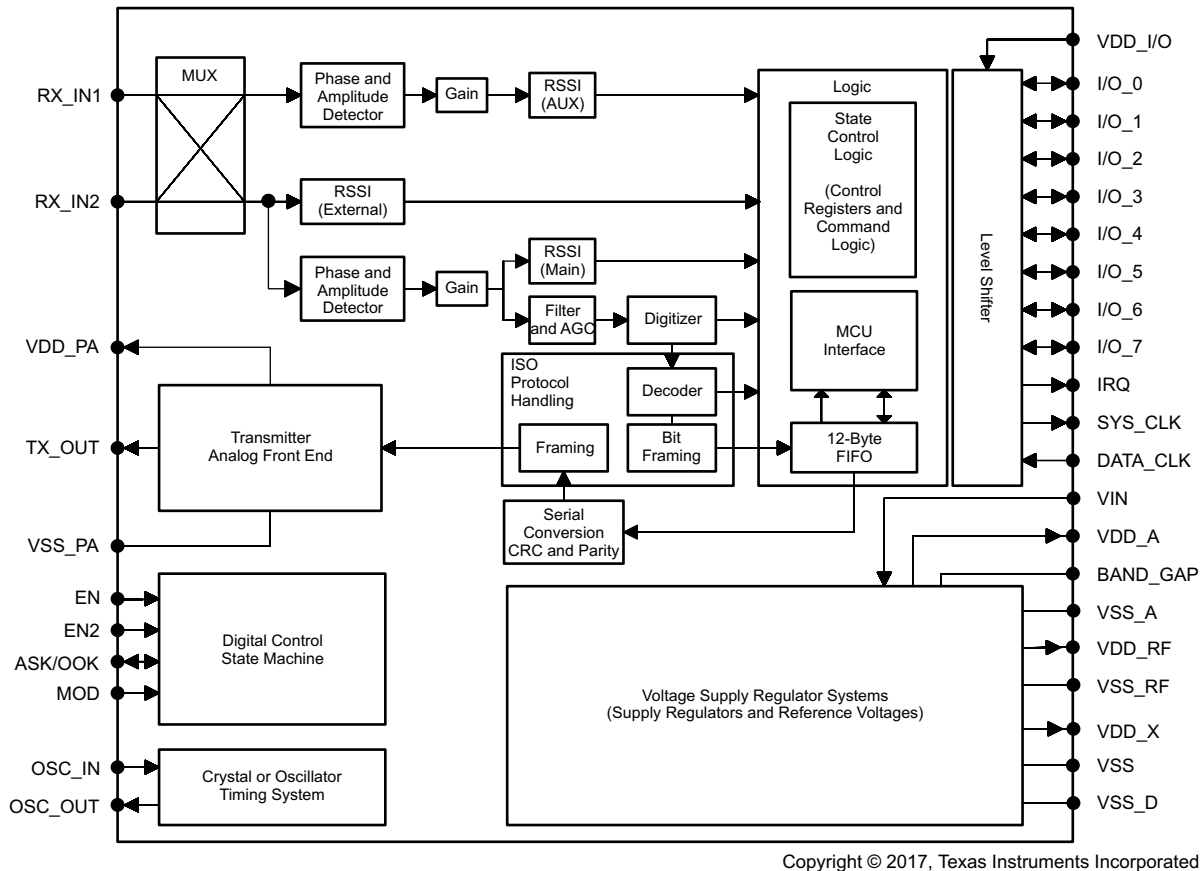 VDD_I/O
MUX
RX_IN1
Phase and
Amplitude
Detector
Gain
RSSI
(AUX)
Logic
I/O_0
State
Control
Logic
(Control
Registers and
Command
Logic)
I/O_1
I/O_2
RX_IN2
RSSI
(External)
I/O_3
I/O_4
Level Shifter
RSSI
(Main)
I/O_5
Phase and
Amplitude
Detector
Gain
Filter
and AGC
Digitizer
I/O_6
MCU
Interface
VDD_PA
I/O_7
ISO
Protocol
Handling
Decoder
IRQ
Transmitter
Analog Front End
TX_OUT
Framing
Bit
Framing
12-Byte
FIFO
SYS_CLK
DATA_CLK
VIN
Serial
Conversion
CRC and Parity
VSS_PA
VDD_A
BAND_GAP
EN
EN2
ASK/OOK
MOD
Digital Control
State Machine
VSS_A
VDD_RF
VSS_RF
Voltage Supply Regulator Systems
(Supply Regulators and Reference Voltages)
VDD_X
VSS
VSS_D
OSC_IN
OSC_OUT
Crystal or Oscillator
Timing System
Copyright © 2017, Texas Instruments Incorporated